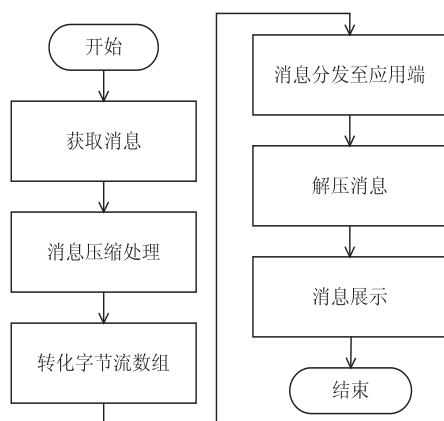 开始
获取消息
消息压缩处理
转化字节流数组
消息分发至应用端
解压消息
消息展示
结束